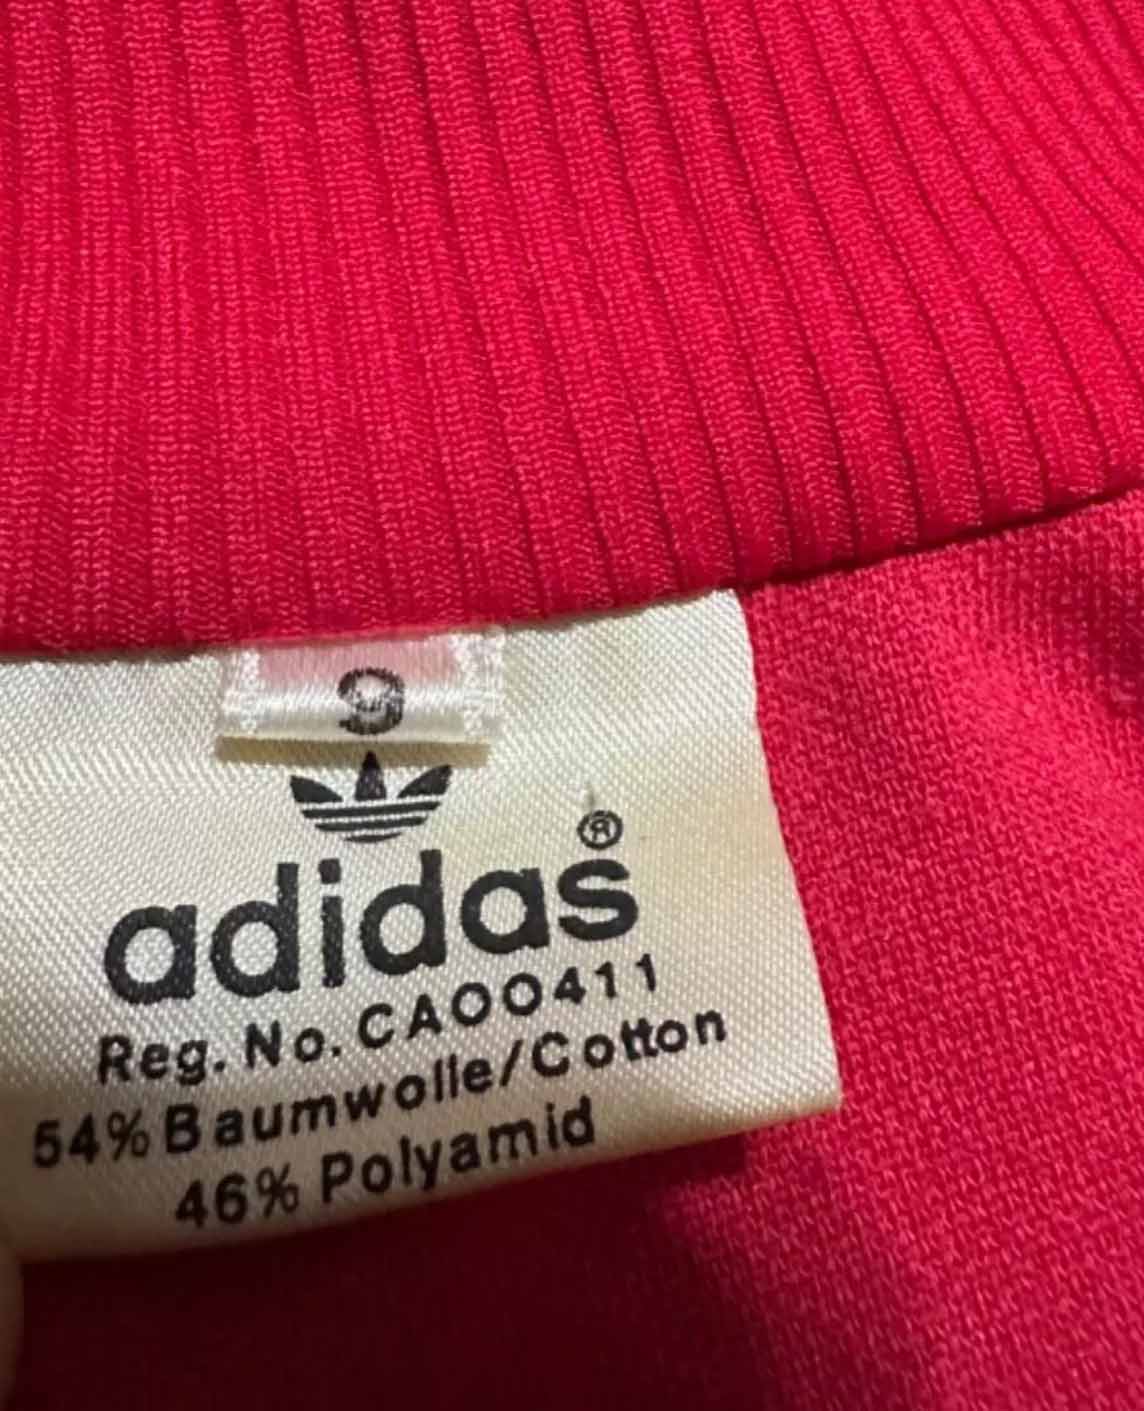 9
adidas®
Reg. No. CA00411
54% Baumwolle/Cotton
46% Polyamid